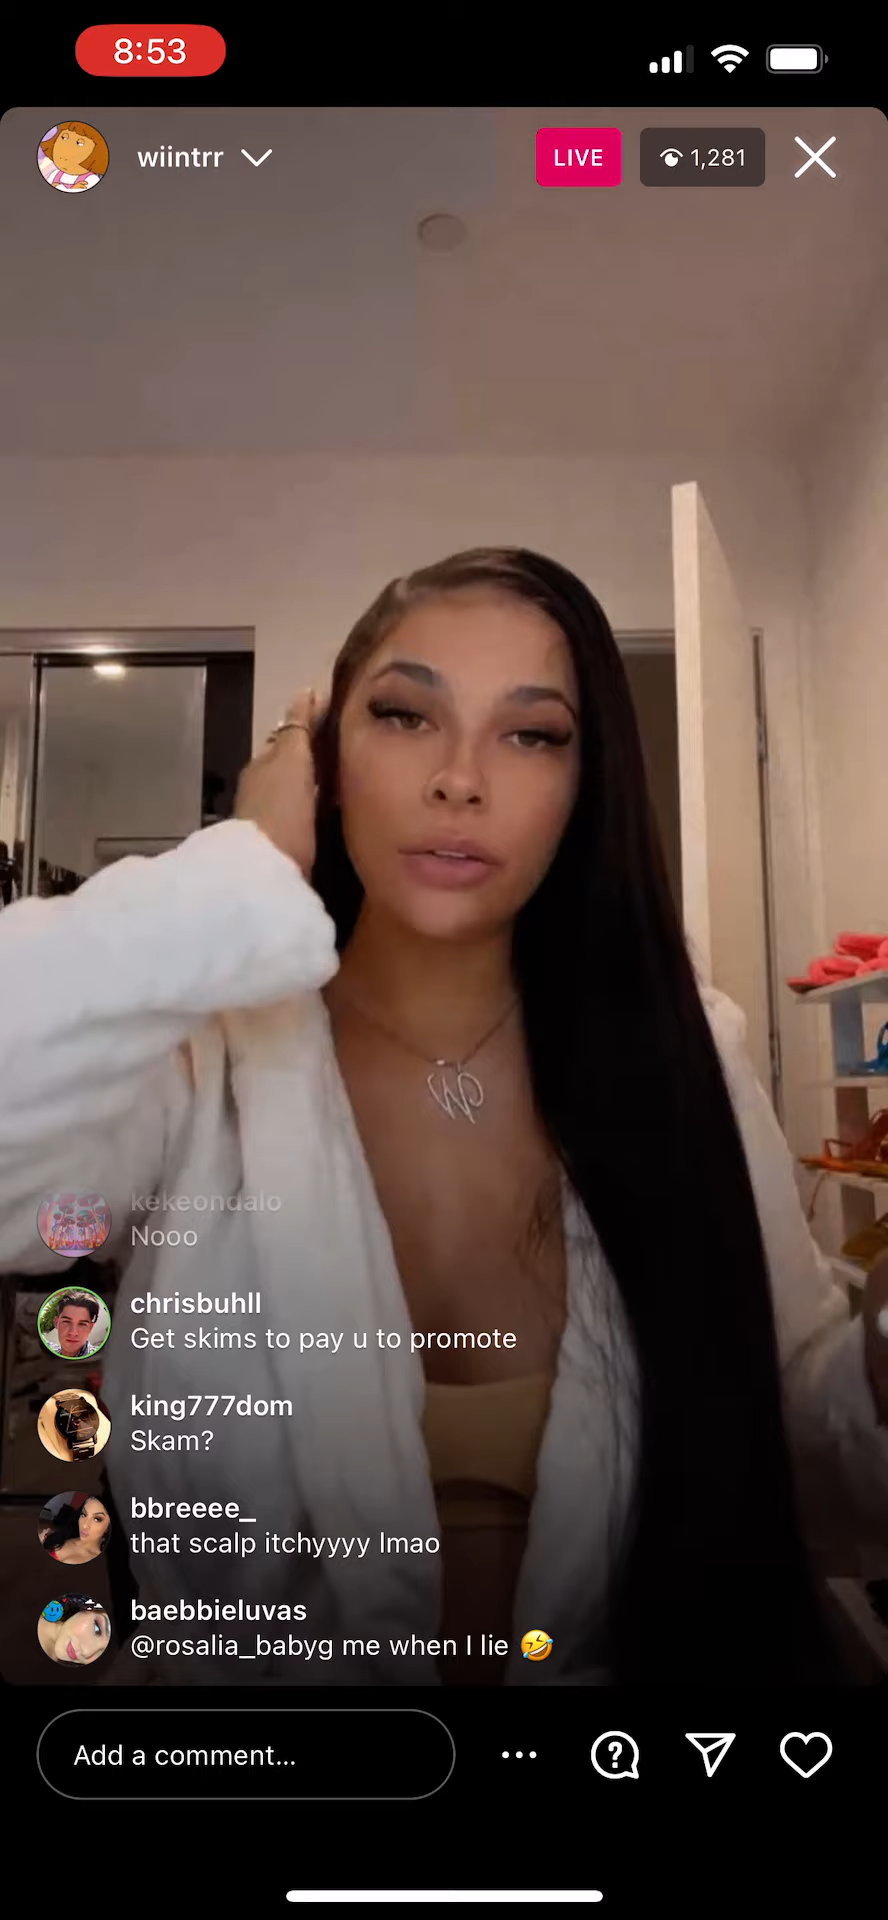 8:53
wiintrr
LIVE
1,281
kekeondalo
Nooo
chrisbuhll
Get skims to pay u to promote
king777dom
Skam?
bbreeee_
that scalp itchyyyy lmao
baebbieluvas
@rosalia_babyg me when I lie 🤣
Add a comment...